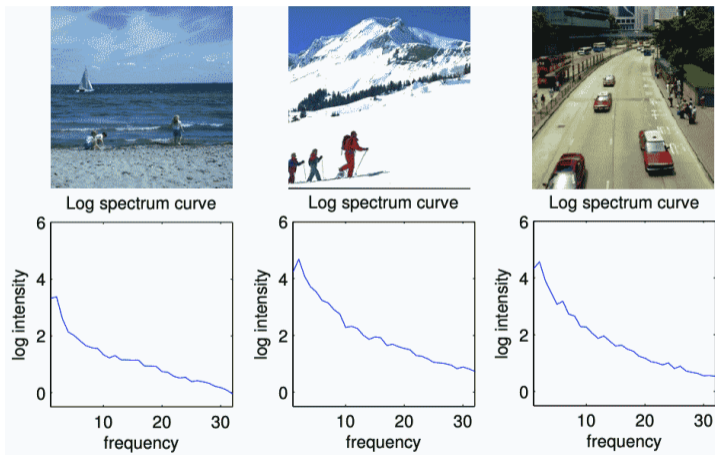 Log spectrum curve Log spectrum curve Log spectrum curve
6 6 6
4 4 4
2 2 2
0 0 0
log intensity log intensity log intensity
10 20 30 10 20 30 10 20 30
frequency frequency frequency